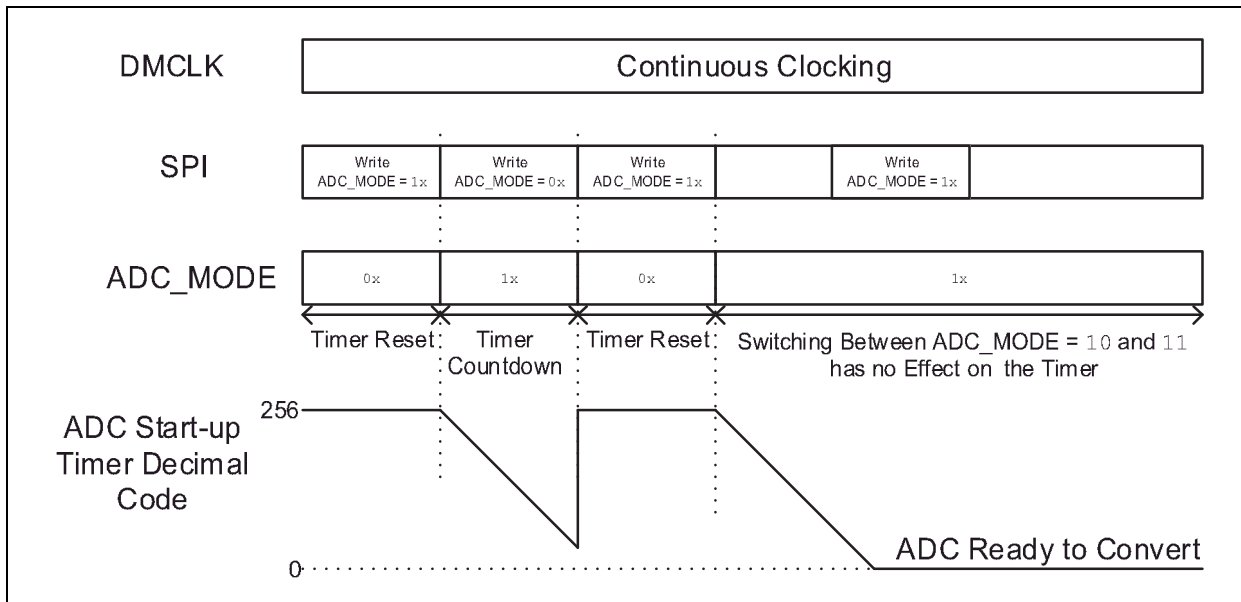 DMCLK
Continuous Clocking
SPI
Write
ADC_MODE = 1x
Write
ADC_MODE = 0x
Write
ADC_MODE = 1x
Write
ADC_MODE = 1x
ADC_MODE
0x
1x
0x
1x
Timer Reset
Timer
Countdown
Timer Reset
Switching Between ADC_MODE = 10 and 11
has no Effect on the Timer
ADC Start-up
Timer Decimal
Code
256
0
ADC Ready to Convert